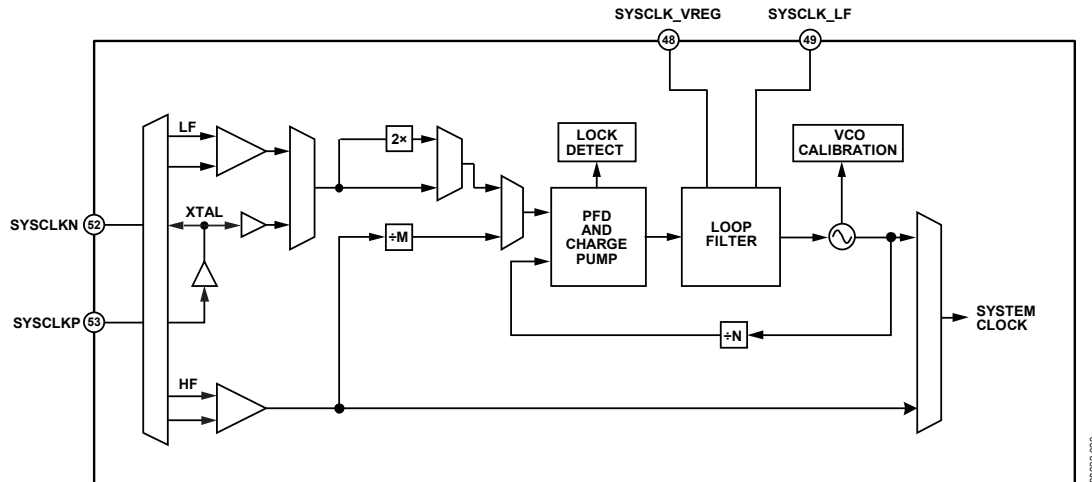 SYSCLK_VREG
SYSCLK_LF
48
49
LF
2×
LOCK
DETECT
VCO
CALIBRATION
SYSCLKN
52
XTAL
PFD
AND
CHARGE
PUMP
LOOP
FILTER
÷M
SYSCLKP
53
SYSTEM
CLOCK
÷N
HF